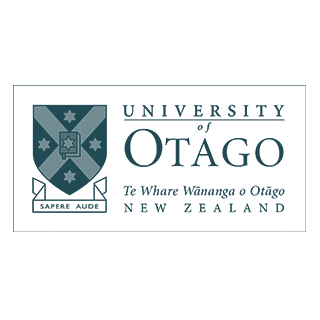 UNIVERSITY
of
OTAGO
Te Whare Wānanga o Otāgo
NEW ZEALAND
SAPERE AUDE